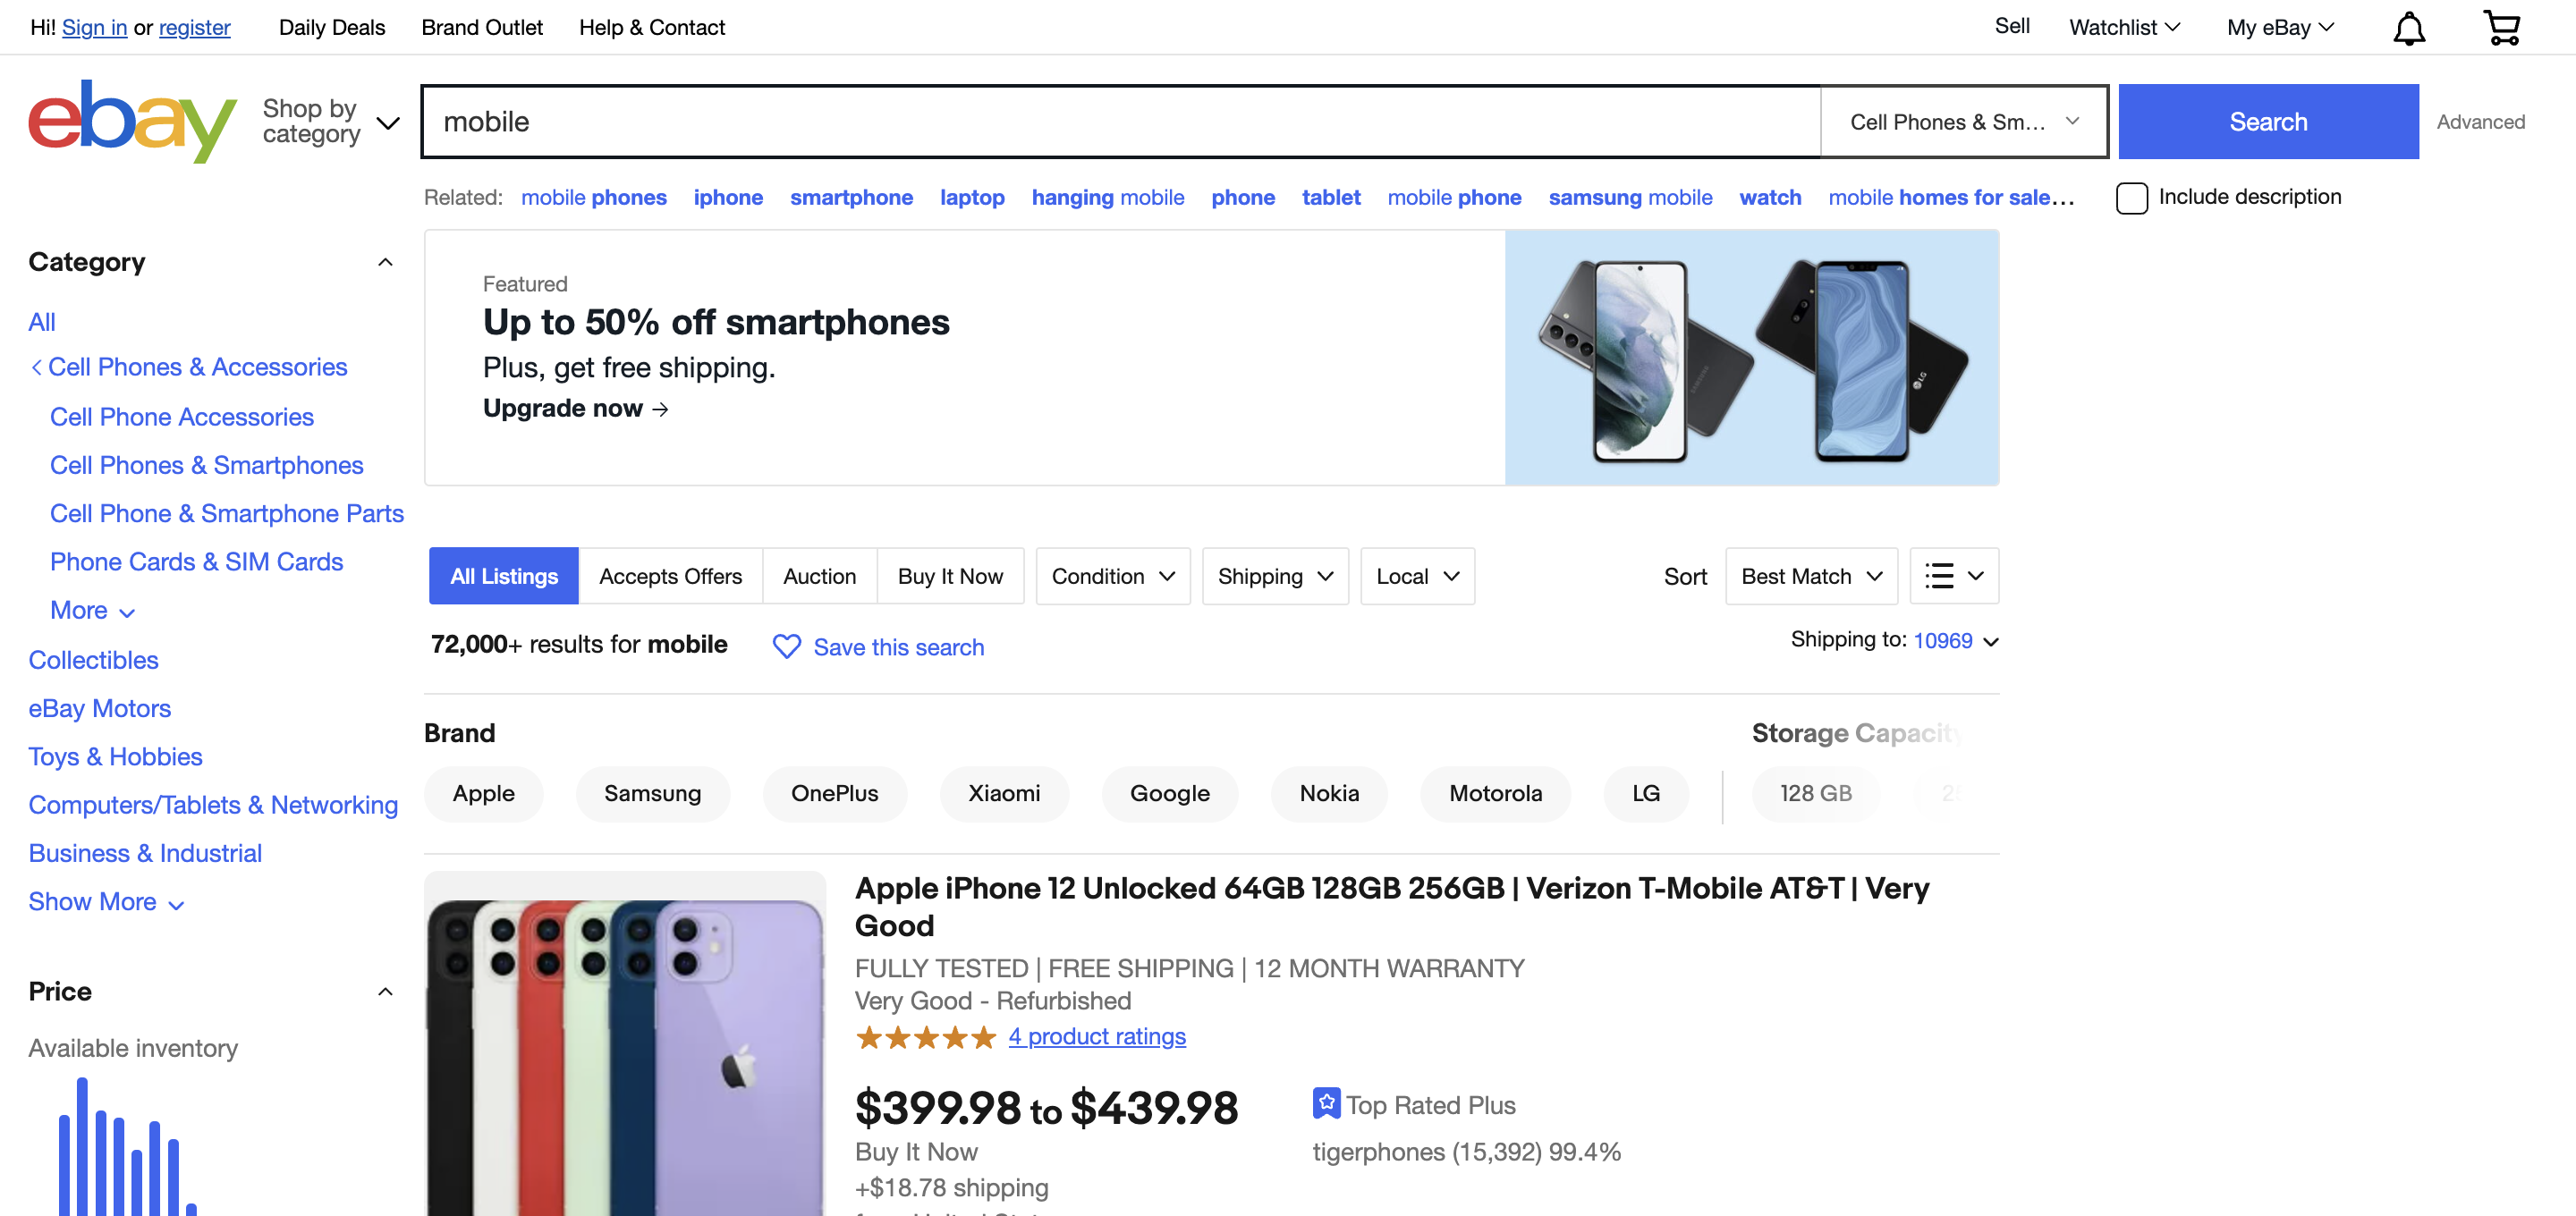 Hi! Sign in or register Daily Deals Brand Outlet Help & Contact Sell Watchlist My eBay
ebay Shop by category mobile Cell Phones & Sm... Search Advanced
Related: mobile phones iphone smartphone laptop hanging mobile phone tablet mobile phone samsung mobile watch mobile homes for sale... Include description
Category
All
Cell Phones & Accessories
Cell Phone Accessories
Cell Phones & Smartphones
Cell Phone & Smartphone Parts
Phone Cards & SIM Cards
More
Collectibles
eBay Motors
Toys & Hobbies
Computers/Tablets & Networking
Business & Industrial
Show More
Price
Available inventory
Featured
Up to 50% off smartphones
Plus, get free shipping.
Upgrade now →
SAMSUNG
LG
All Listings Accepts Offers Auction Buy It Now Condition Shipping Local Sort Best Match
72,000+ results for mobile Save this search Shipping to: 10969
Brand Storage Capacity
Apple Samsung OnePlus Xiaomi Google Nokia Motorola LG 128 GB
Apple iPhone 12 Unlocked 64GB 128GB 256GB | Verizon T-Mobile AT&T | Very
Good
FULLY TESTED | FREE SHIPPING | 12 MONTH WARRANTY
Very Good - Refurbished
4 product ratings
$399.98 to $439.98 Top Rated Plus
Buy It Now tigerphones (15,392) 99.4%
+$18.78 shipping